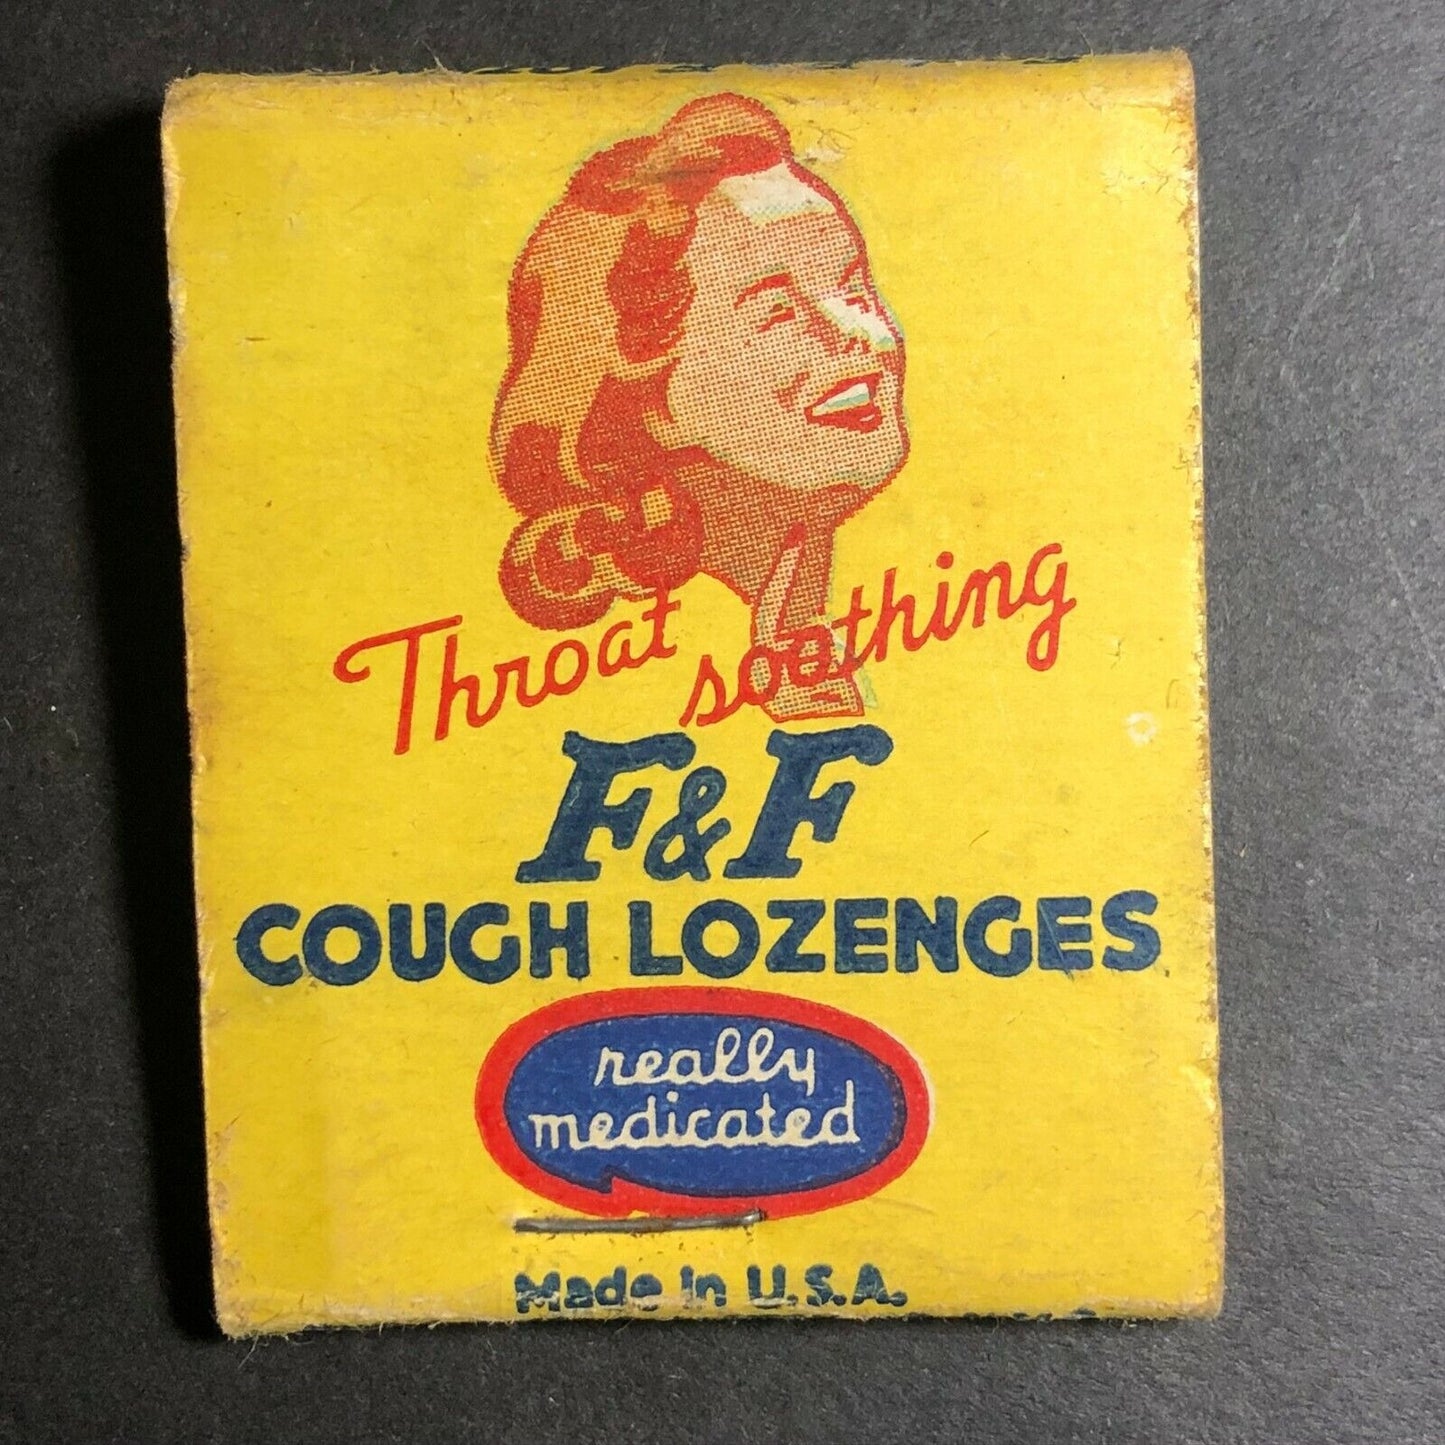 Throat soothing
F&F
COUGH LOZENGES
really
medicated
Made in U.S.A.